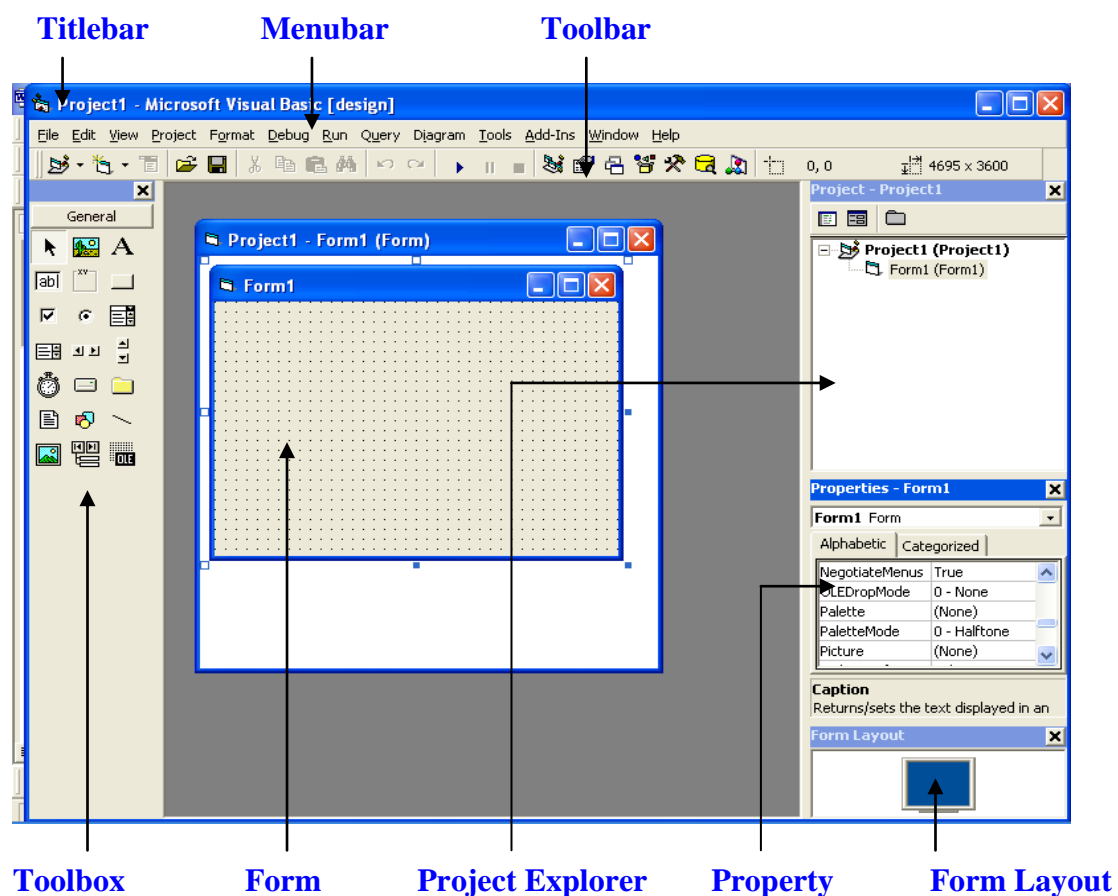 Titlebar Menubar Toolbar
Project1 - Microsoft Visual Basic [design]
File Edit View Project Format Debug Run Query Diagram Tools Add-Ins Window Help
0, 0 4695 x 3600
General
A
ab|
XY
OLE
Project1 - Form1 (Form)
Form1
Project - Project1
Project1 (Project1)
Form1 (Form1)
Properties - Form1
Form1 Form
Alphabetic Categorized
NegotiateMenus True
OLEDropMode 0 - None
Palette (None)
PaletteMode 0 - Halftone
Picture (None)
Caption
Returns/sets the text displayed in an
Form Layout
Toolbox Form Project Explorer Property Form Layout